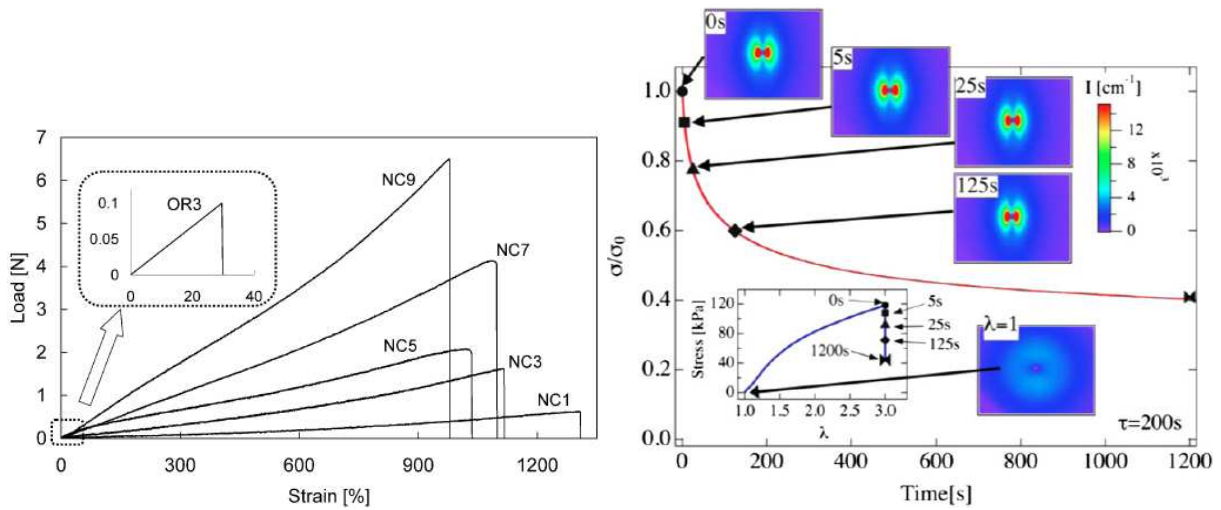 7
6
5
4
3
2
1
0
Load [N]
0 300 600 900 1200
Strain [%]
0.1
0.05
0
0 20 40
OR3
NC9
NC7
NC5
NC3
NC1
0s
5s
25s
125s
I [cm⁻¹]
15
10
5
0
x10³
1.0
0.8
0.6
0.4
0.2
0.0
σ/σ₀
0 200 400 600 800 1000 1200
Time[s]
120
80
40
0
Stress [kPa]
1.0 1.5 2.0 2.5 3.0
λ
0s
5s
25s
125s
1200s
λ=1
τ=200s